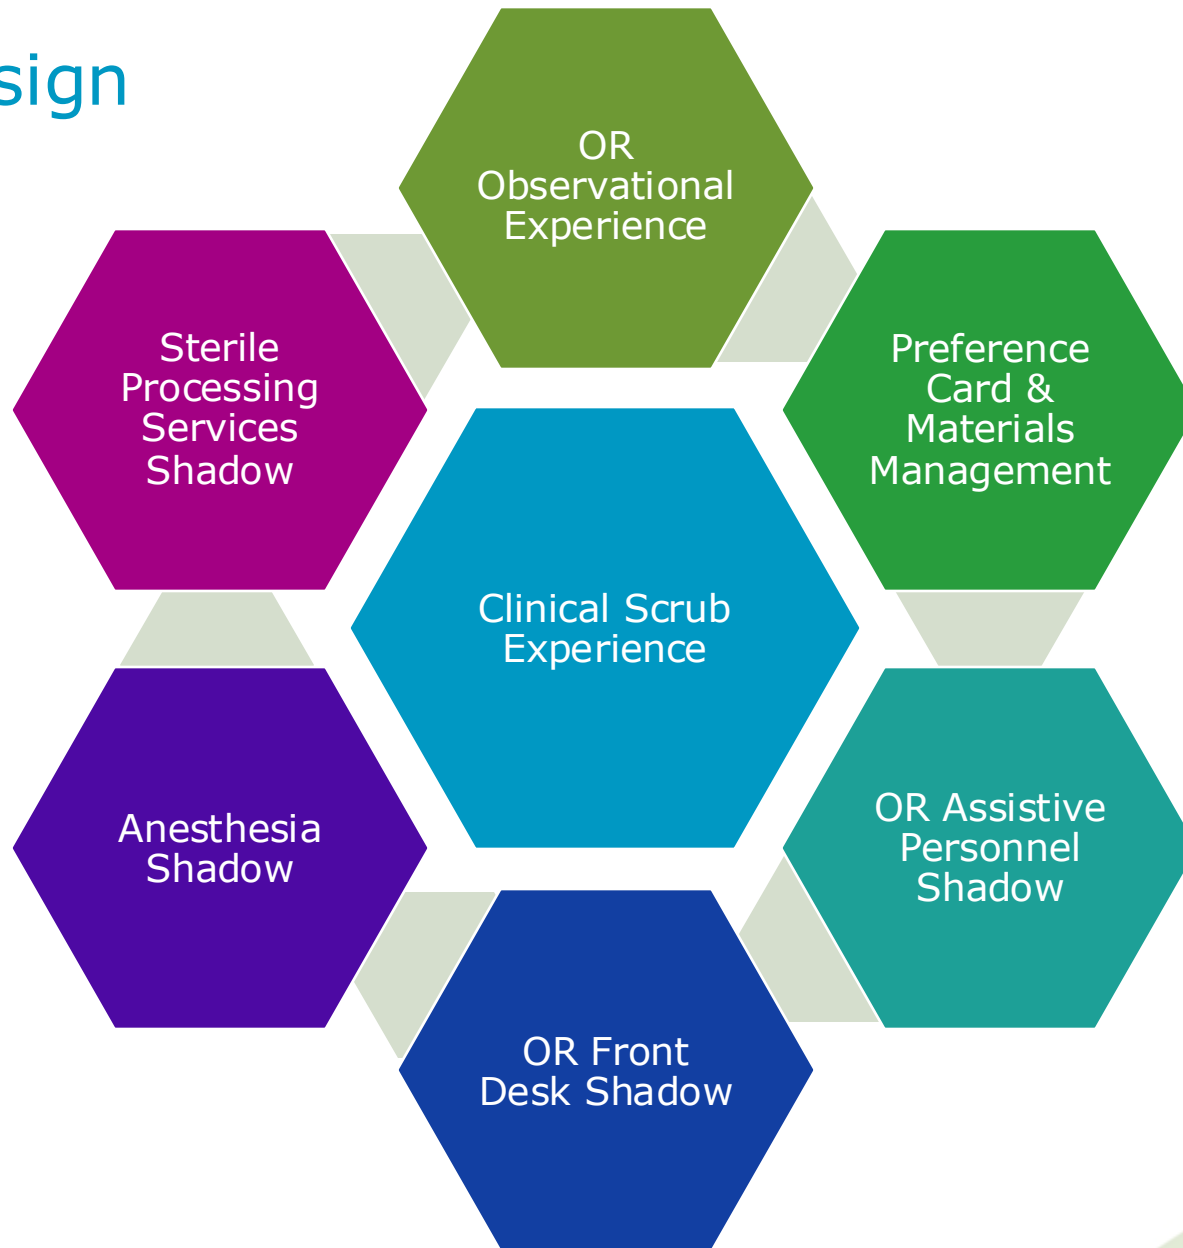 sign
OR
Observational
Experience
Preference
Card &
Materials
Management
OR Assistive
Personnel
Shadow
OR Front
Desk Shadow
Anesthesia
Shadow
Sterile
Processing
Services
Shadow
Clinical Scrub
Experience